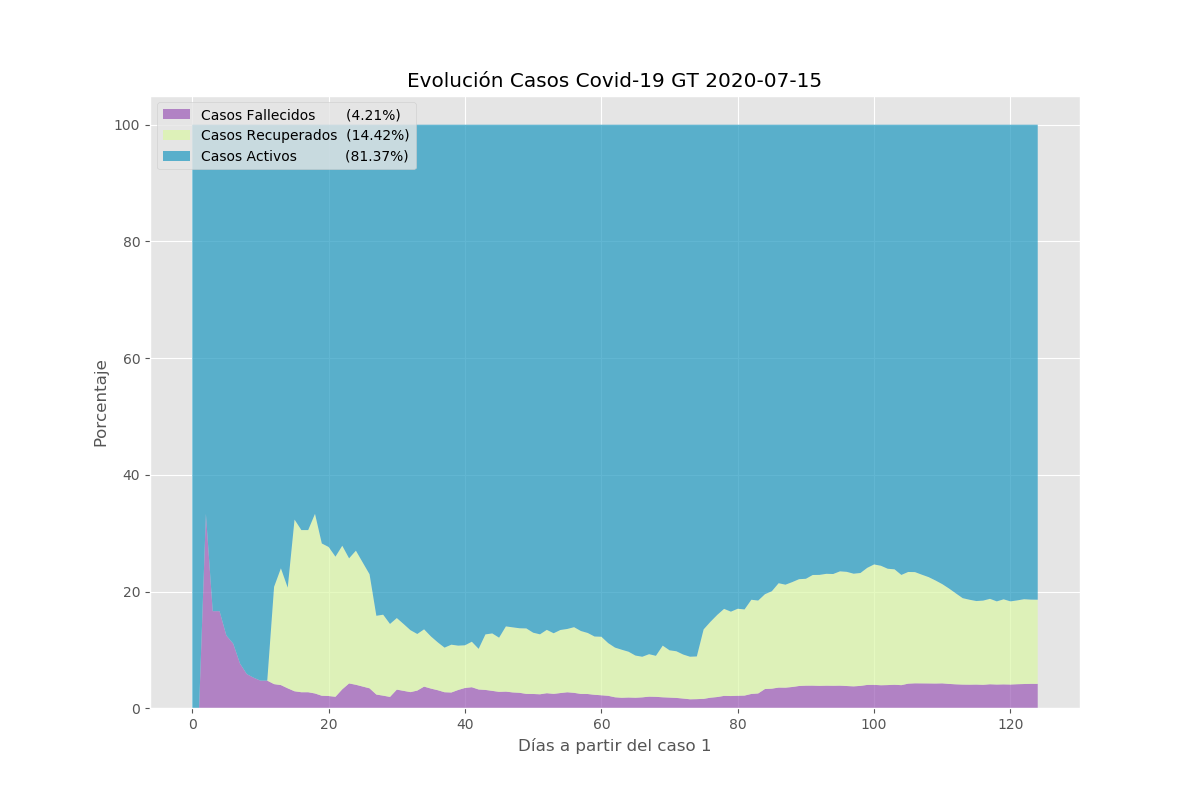 Evolución Casos Covid-19 GT 2020-07-15
Casos Fallecidos (4.21%)
Casos Recuperados (14.42%)
Casos Activos (81.37%)
100
80
60
40
20
0
Porcentaje
0 20 40 60 80 100 120
Días a partir del caso 1